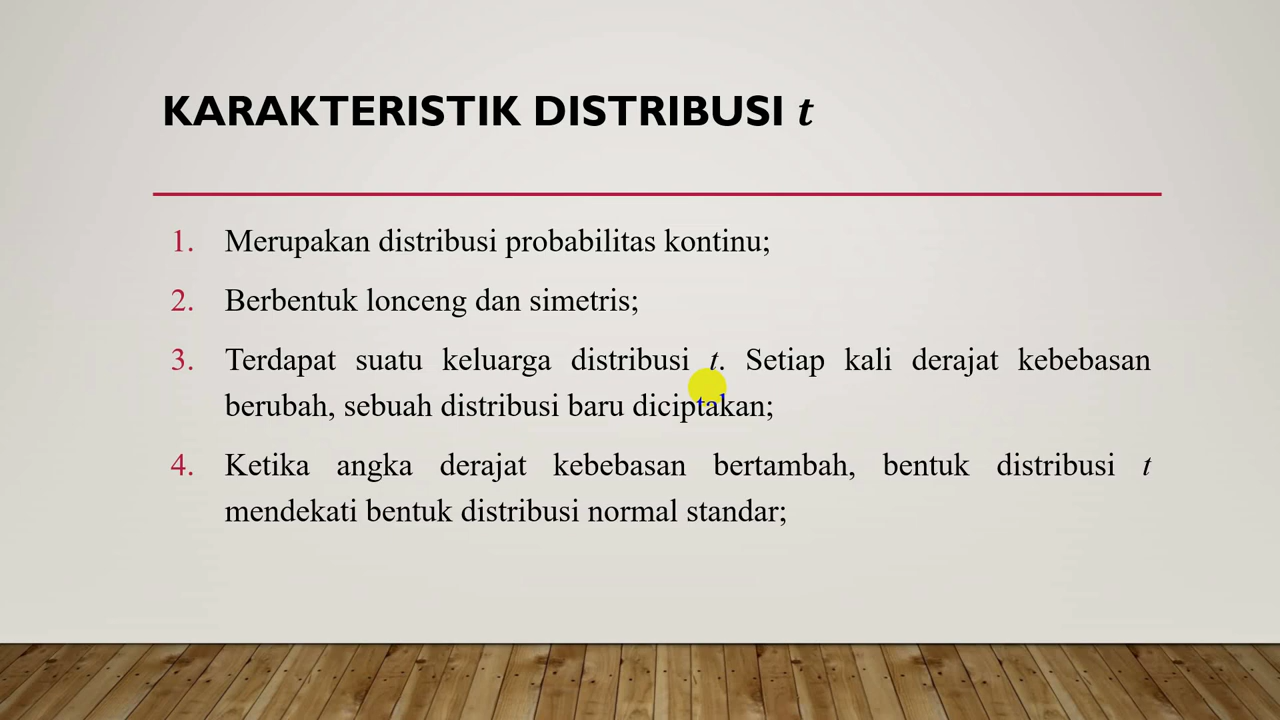 KARAKTERISTIK DISTRIBUSI t
1. Merupakan distribusi probabilitas kontinu;
2. Berbentuk lonceng dan simetris;
3. Terdapat suatu keluarga distribusi t. Setiap kali derajat kebebasan
berubah, sebuah distribusi baru diciptakan;
4. Ketika angka derajat kebebasan bertambah, bentuk distribusi t
mendekati bentuk distribusi normal standar;